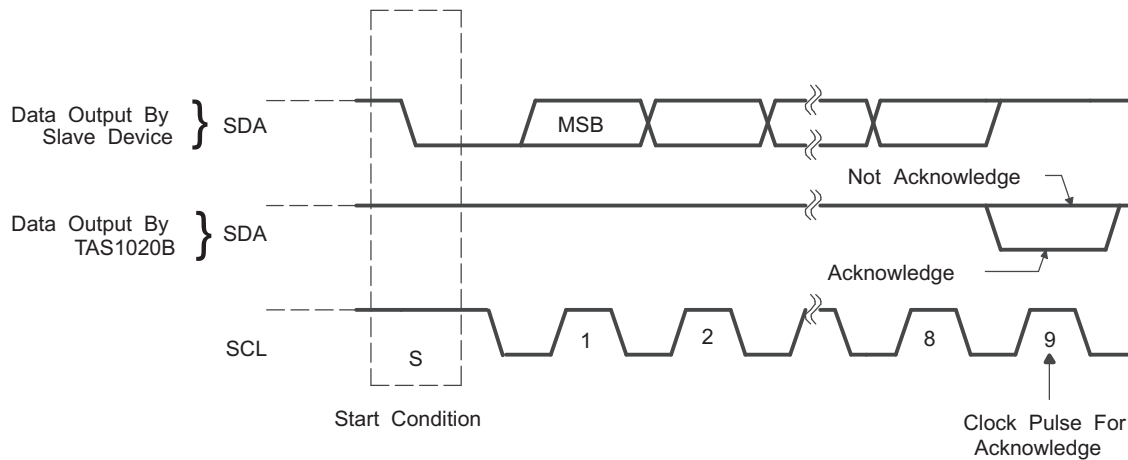 Data Output By
Slave Device
SDA
MSB
Not Acknowledge
Data Output By
TAS1020B
SDA
Acknowledge
SCL
S
1
2
8
9
Start Condition
Clock Pulse For
Acknowledge